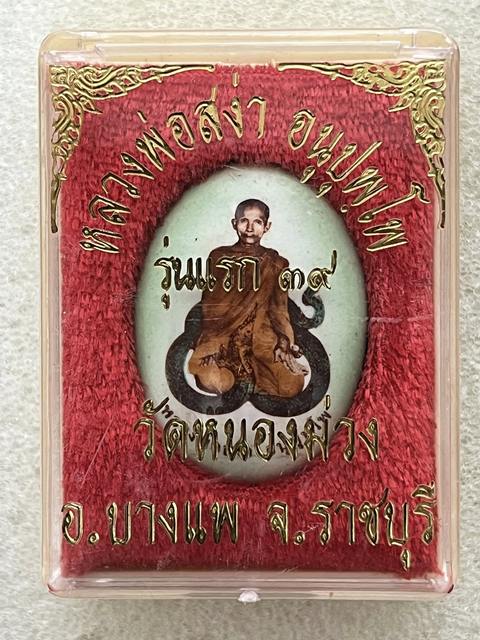 หลวงพ่อสง่า อนุปุพฺโพ
รุ่นแรก ๓๙
วัดหนองม่วง
อ.บางแพ จ.ราชบุรี